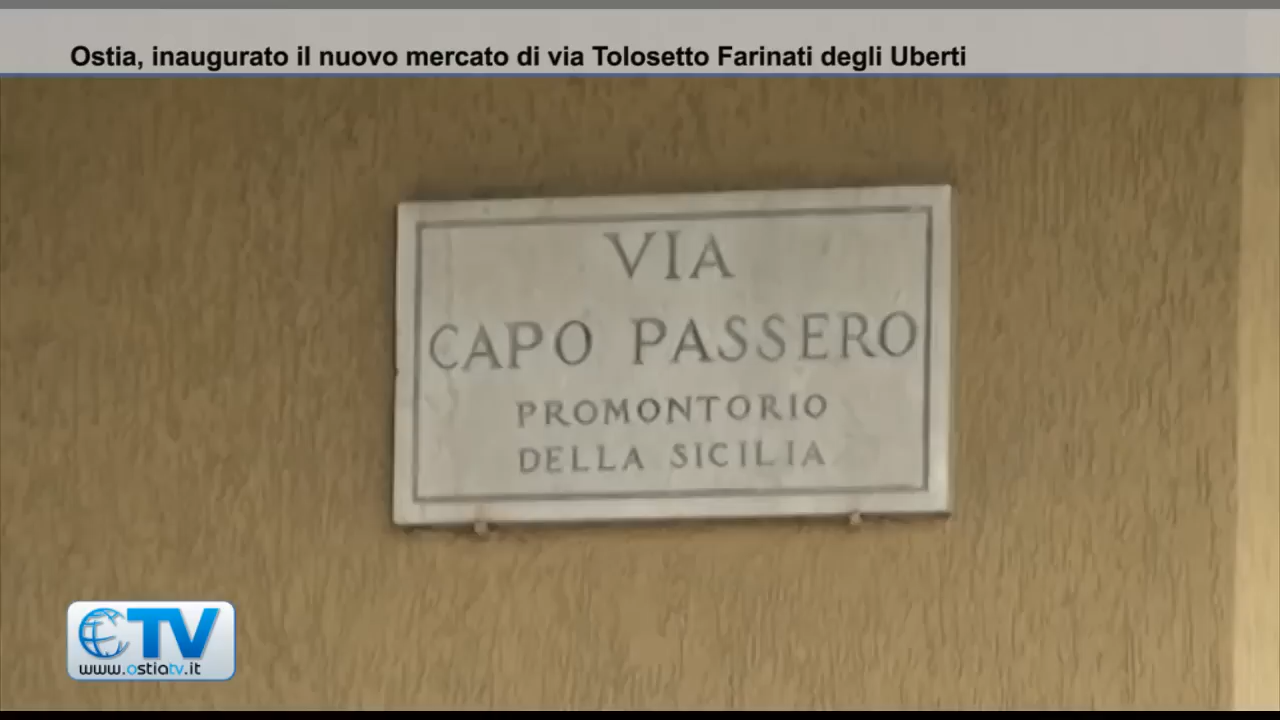 Ostia, inaugurato il nuovo mercato di via Tolosetto Farinati degli Uberti
VIA
CAPO PASSERO
PROMONTORIO
DELLA SICILIA
TV
www.ostiatv.it